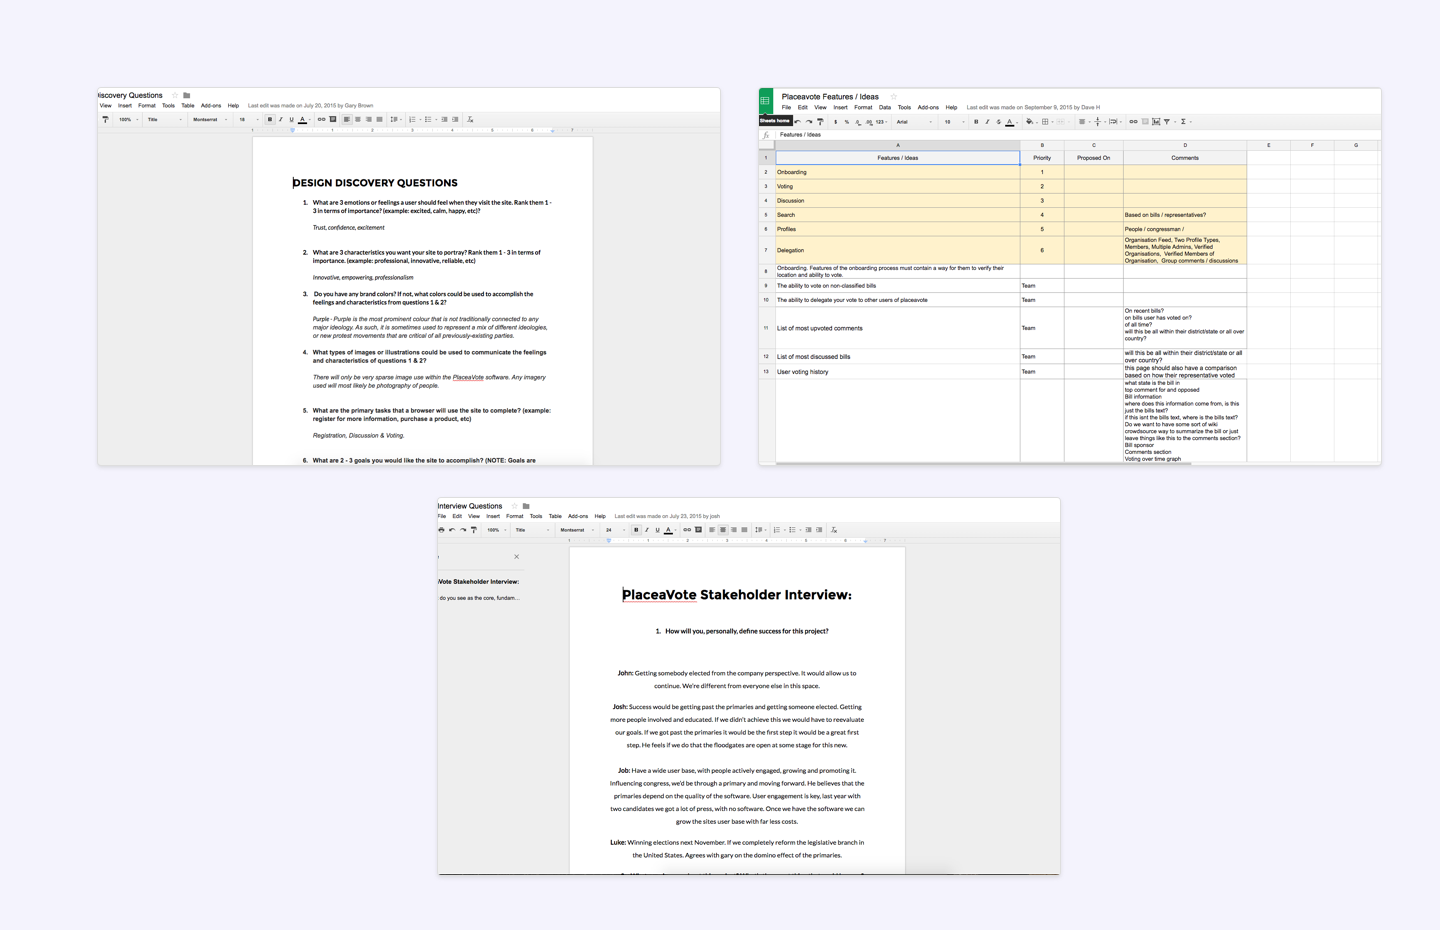 iscovery Questions
View Insert Format Tools Table Add-ons Help Last edit was made on July 20, 2015 by Gary Brown
100% Title Montserrat 18 B I U A
1 1 2 3 4 5 6 7
DESIGN DISCOVERY QUESTIONS
1. What are 3 emotions or feelings a user should feel when they visit the site. Rank them 1 -
3 in terms of importance? (example: excited, calm, happy, etc)?
Trust, confidence, excitement
2. What are 3 characteristics you want your site to portray? Rank them 1 - 3 in terms of
importance. (example: professional, innovative, reliable, etc)
Innovative, empowering, professionalism
3. Do you have any brand colors? If not, what colors could be used to accomplish the
feelings and characteristics from questions 1 & 2?
Purple - Purple is the most prominent colour that is not traditionally connected to any
major ideology. As such, it is sometimes used to represent a mix of different ideologies,
or new protest movements that are critical of all previously-existing parties.
4. What types of images or illustrations could be used to communicate the feelings
and characteristics of questions 1 & 2?
There will only be very sparse image use within the PlaceaVote software. Any imagery
used will most likely be photography of people.
5. What are the primary tasks that a browser will use the site to complete? (example:
register for more information, purchase a product, etc)
Registration, Discussion & Voting.
6. What are 2 - 3 goals you would like the site to accomplish? (NOTE: Goals are
Placeavote Features / Ideas
File Edit View Insert Format Data Tools Add-ons Help Last edit was made on September 9, 2015 by Dave H
Sheets home $ % .0 .00 123 Arial 10 B I S A
fx Features / Ideas
A B C D E F G
1 Features / Ideas Priority Proposed On Comments
2 Onboarding 1
3 Voting 2
4 Discussion 3
5 Search 4 Based on bills / representatives?
6 Profiles 5 People / congressman /
7 Delegation 6 Organisation Feed, Two Profile Types,
Members, Multiple Admins, Verified
Organisations, Verified Members of
Organisation, Group comments / discussions
8 Onboarding. Features of the onboarding process must contain a way for them to verify their
location and ability to vote.
9 The ability to vote on non-classified bills Team
10 The ability to delegate your vote to other users of placeavote Team
On recent bills?
on bills user has voted on?
of all time?
11 List of most upvoted comments Team
will this be all within their district/state or all over
country?
12 List of most discussed bills Team will this be all within their district/state or all
over country?
13 User voting history Team this page should also have a comparison
based on how their representative voted
what state is the bill in
top comment for and opposed
Bill information
where does this information come from, is this
just the bills text?
if this isnt the bills text, where is the bills text?
Do we want to have some sort of wiki
crowdsource way to summarize the bill or just
leave things like this to the comments section?
Bill sponsor
Comments section
Voting over time graph
Interview Questions
File Edit View Insert Format Tools Table Add-ons Help Last edit was made on July 23, 2015 by josh
100% Title Montserrat 24 B I U A
1 1 2 3 4 5 6 7
Vote Stakeholder Interview:
do you see as the core, fundam...
PlaceaVote Stakeholder Interview:
1. How will you, personally, define success for this project?
John: Getting somebody elected from the company perspective. It would allow us to
continue. We're different from everyone else in this space.
Josh: Success would be getting past the primaries and getting someone elected. Getting
more people involved and educated. If we didn't achieve this we would have to reevaluate
our goals. If we got past the primaries it would be the first step it would be a great first
step. He feels if we do that the floodgates are open at some stage for this new.
Job: Have a wide user base, with people actively engaged, growing and promoting it.
Influencing congress, we'd be through a primary and moving forward. He believes that the
primaries depend on the quality of the software. User engagement is key, last year with
two candidates we got a lot of press, with no software. Once we have the software we can
grow the sites user base with far less costs.
Luke: Winning elections next November. If we completely reform the legislative branch in
the United States. Agrees with gary on the domino effect of the primaries.